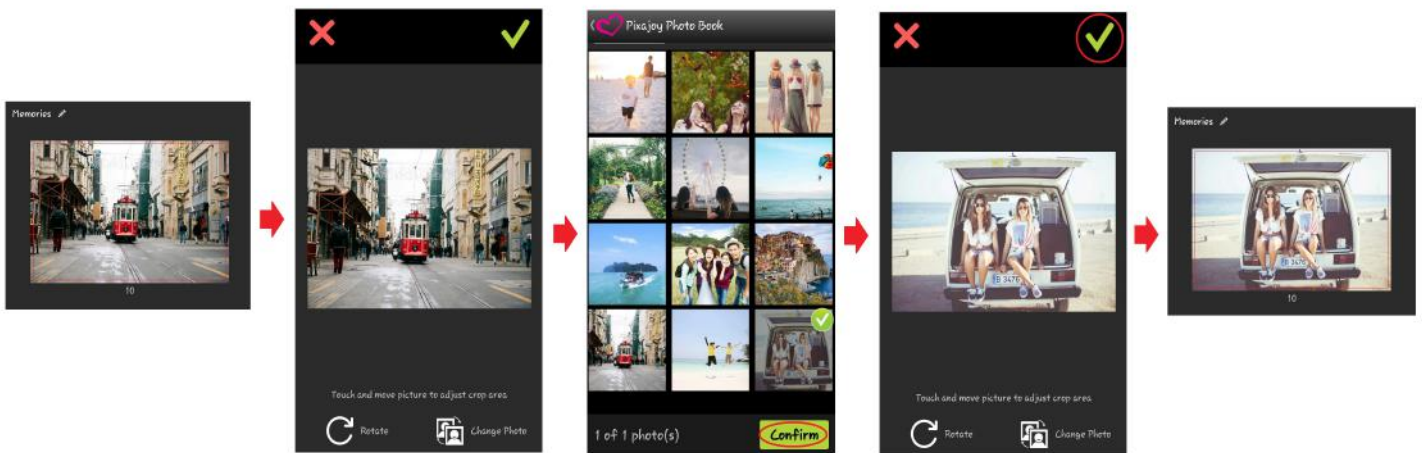 Memories
10
Touch and move picture to adjust crop area
Rotate
Change Photo
Pixajoy Photo Book
1 of 1 photo(s)
Confirm
B 3476
Touch and move picture to adjust crop area
Rotate
Change Photo
Memories
10